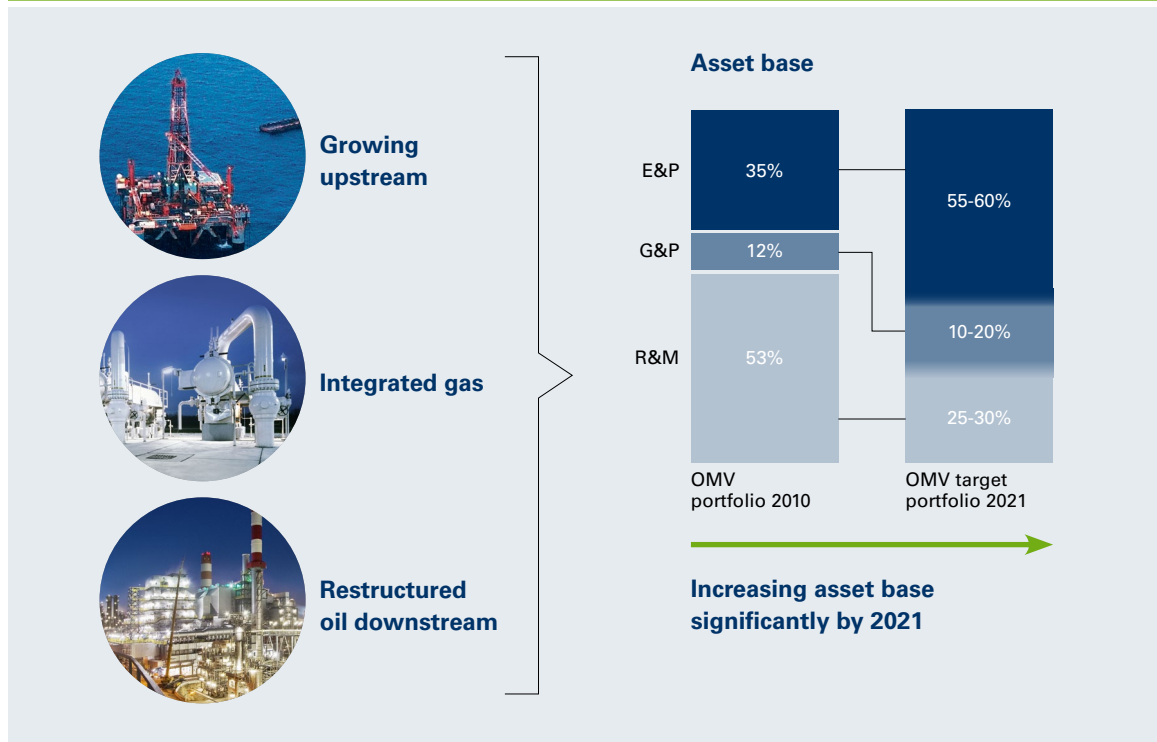 Growing
upstream
Integrated gas
Restructured
oil downstream
Asset base
E&P
35%
55-60%
G&P
12%
10-20%
R&M
53%
25-30%
OMV
portfolio 2010
OMV target
portfolio 2021
Increasing asset base
significantly by 2021